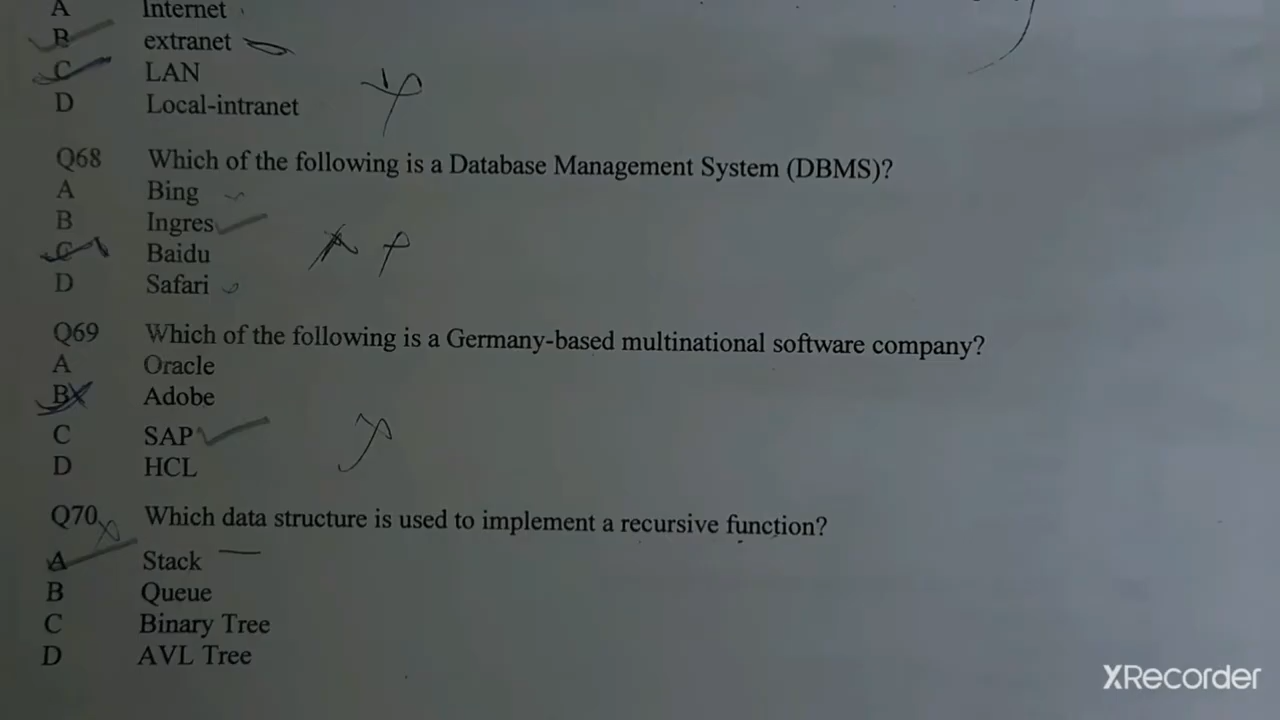 A Internet
B extranet
C LAN
D Local-intranet
Q68 Which of the following is a Database Management System (DBMS)?
A Bing
B Ingres
C Baidu
D Safari
Q69 Which of the following is a Germany-based multinational software company?
A Oracle
B Adobe
C SAP
D HCL
Q70 Which data structure is used to implement a recursive function?
A Stack
B Queue
C Binary Tree
D AVL Tree
XRecorder